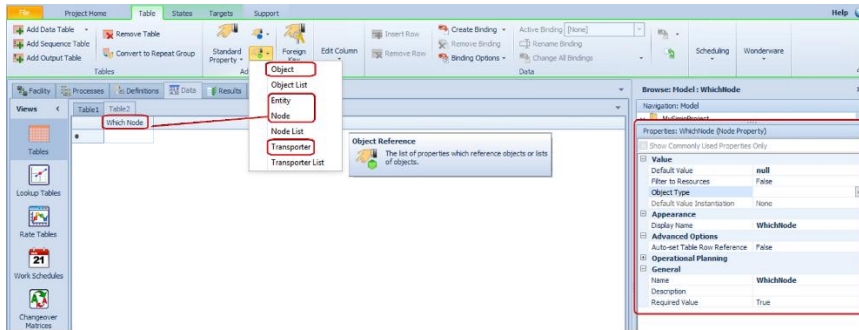 File Project Home Table States Targets Support Help
Add Data Table
Add Sequence Table
Add Output Table
Remove Table
Convert to Repeat Group
Tables
Standard Property
Foreign Key
Edit Column
Insert Row
Remove Row
Create Binding
Remove Binding
Binding Options
Active Binding [None]
Rename Binding
Change All Bindings
Data
Scheduling
Wonderware
Object
Object List
Entity
Node
Node List
Transporter
Transporter List
Object Reference
The list of properties which reference objects or lists of objects.
Facility Processes Definitions Data Results
Views
Table1 Table2
Which Node
Tables
Lookup Tables
Rate Tables
21
Work Schedules
Changeover Matrices
Browse: Model : WhichNode
Navigation: Model
MySimioProject
Properties: WhichNode (Node Property)
Show Commonly Used Properties Only
Value
Default Value null
Filter to Resources False
Object Type
Default Value Instantiation None
Appearance
Display Name WhichNode
Advanced Options
Auto-set Table Row Reference False
Operational Planning
General
Name WhichNode
Description
Required Value True